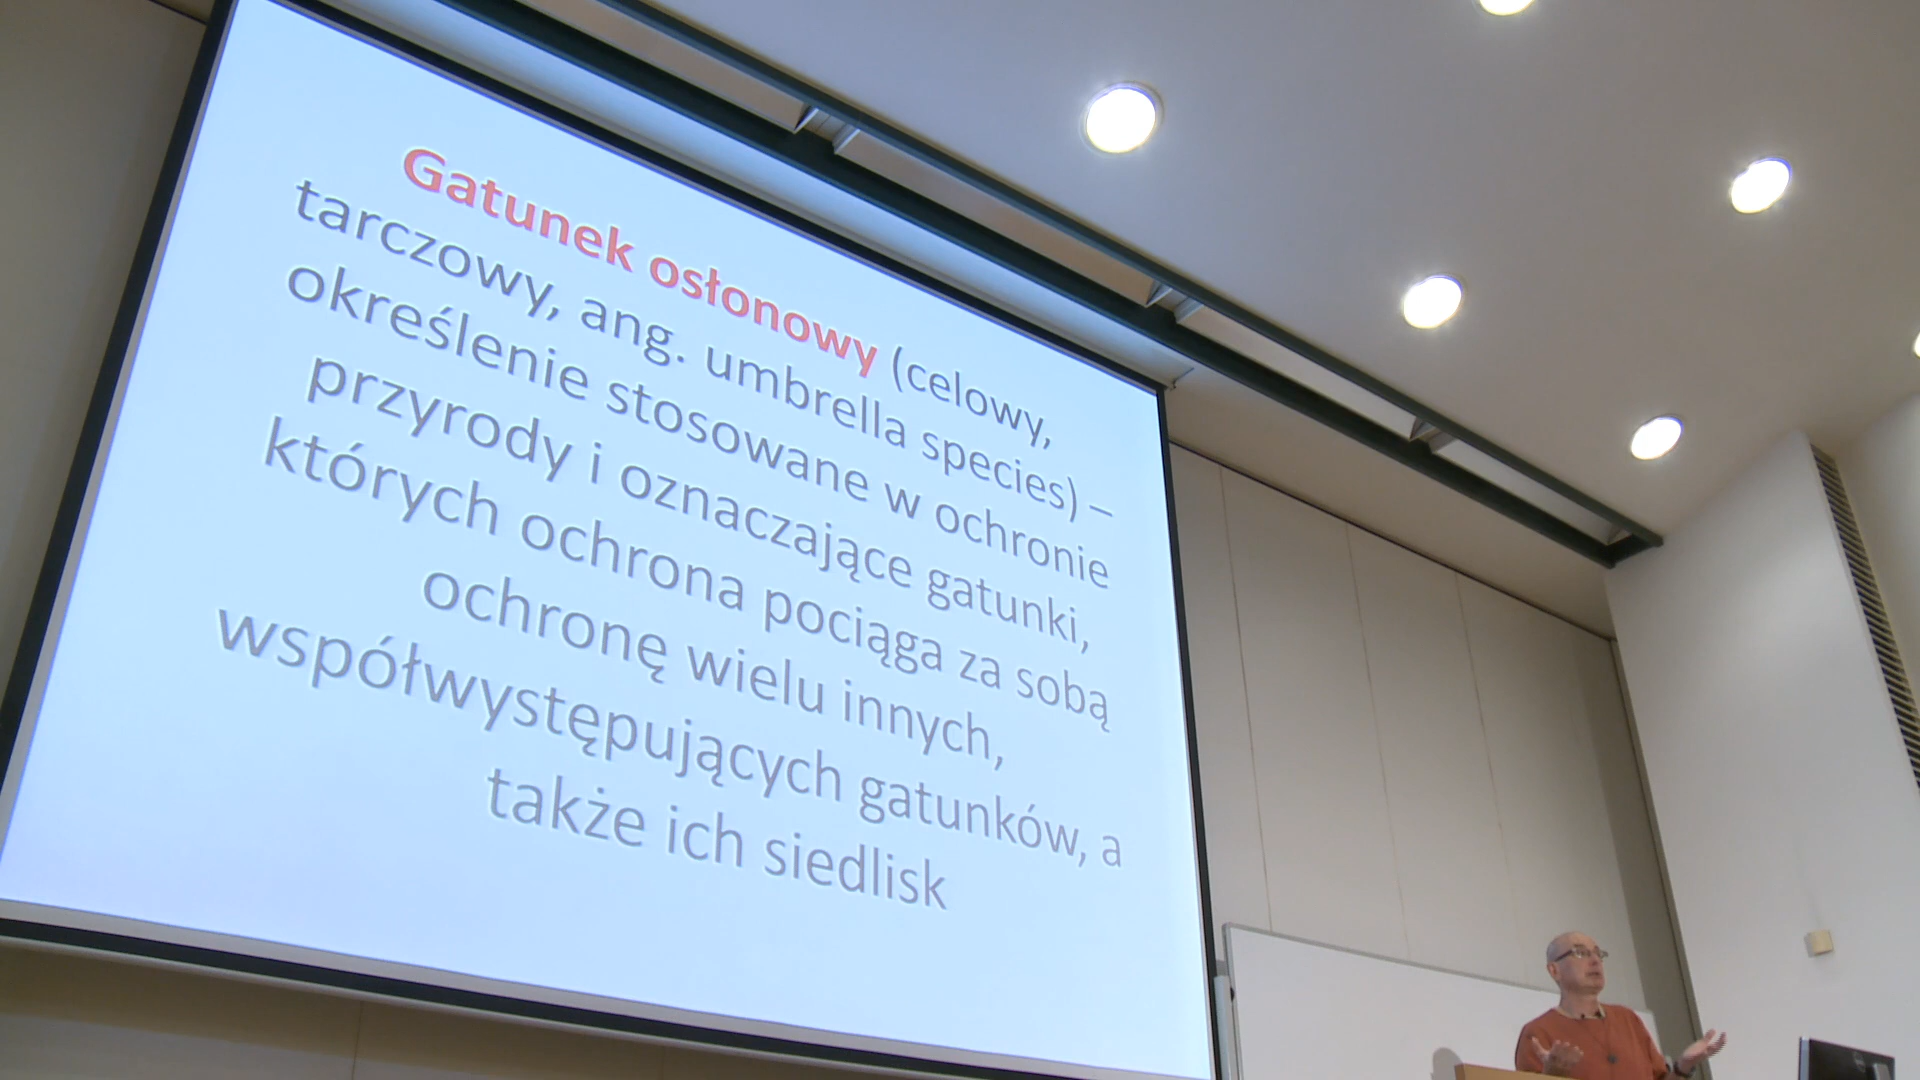 Gatunek osłonowy (celowy,
tarczowy, ang. umbrella species) –
określenie stosowane w ochronie
przyrody i oznaczające gatunki,
których ochrona pociąga za sobą
ochronę wielu innych,
współwystępujących gatunków, a
także ich siedlisk